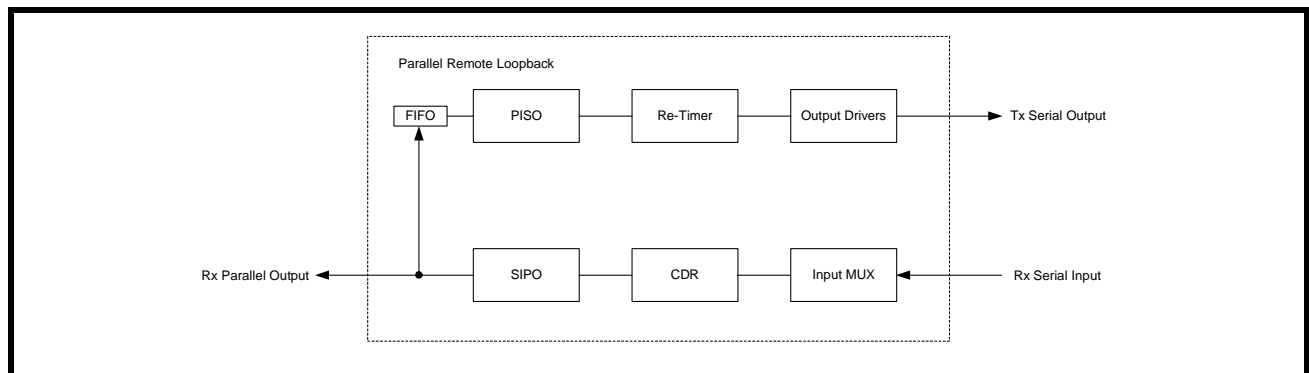 Parallel Remote Loopback
FIFO
PISO
Re-Timer
Output Drivers
Tx Serial Output
Rx Parallel Output
SIPO
CDR
Input MUX
Rx Serial Input